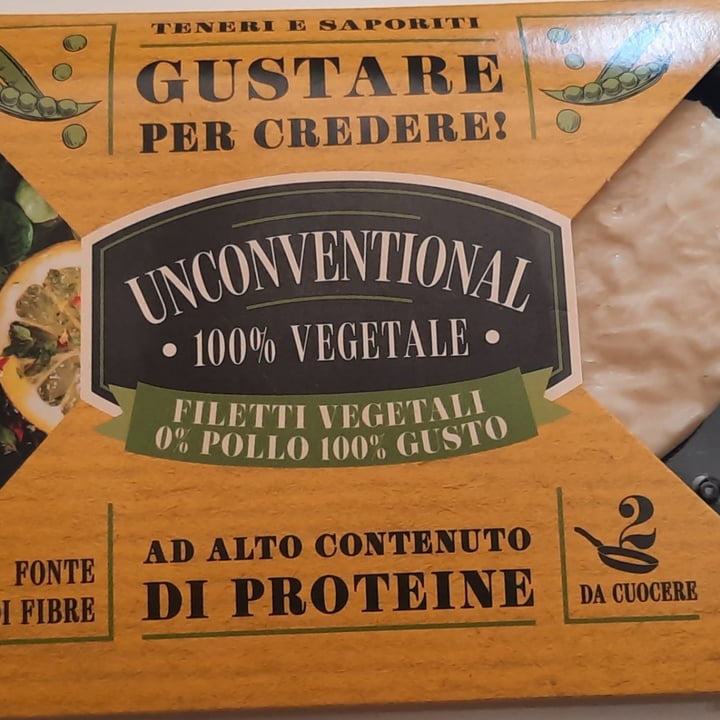 TENERI E SAPORITI
GUSTARE
PER CREDERE!
UNCONVENTIONAL
• 100% VEGETALE •
FILETTI VEGETALI
0% POLLO 100% GUSTO
AD ALTO CONTENUTO
DI PROTEINE
FONTE
DI FIBRE
2
DA CUOCERE